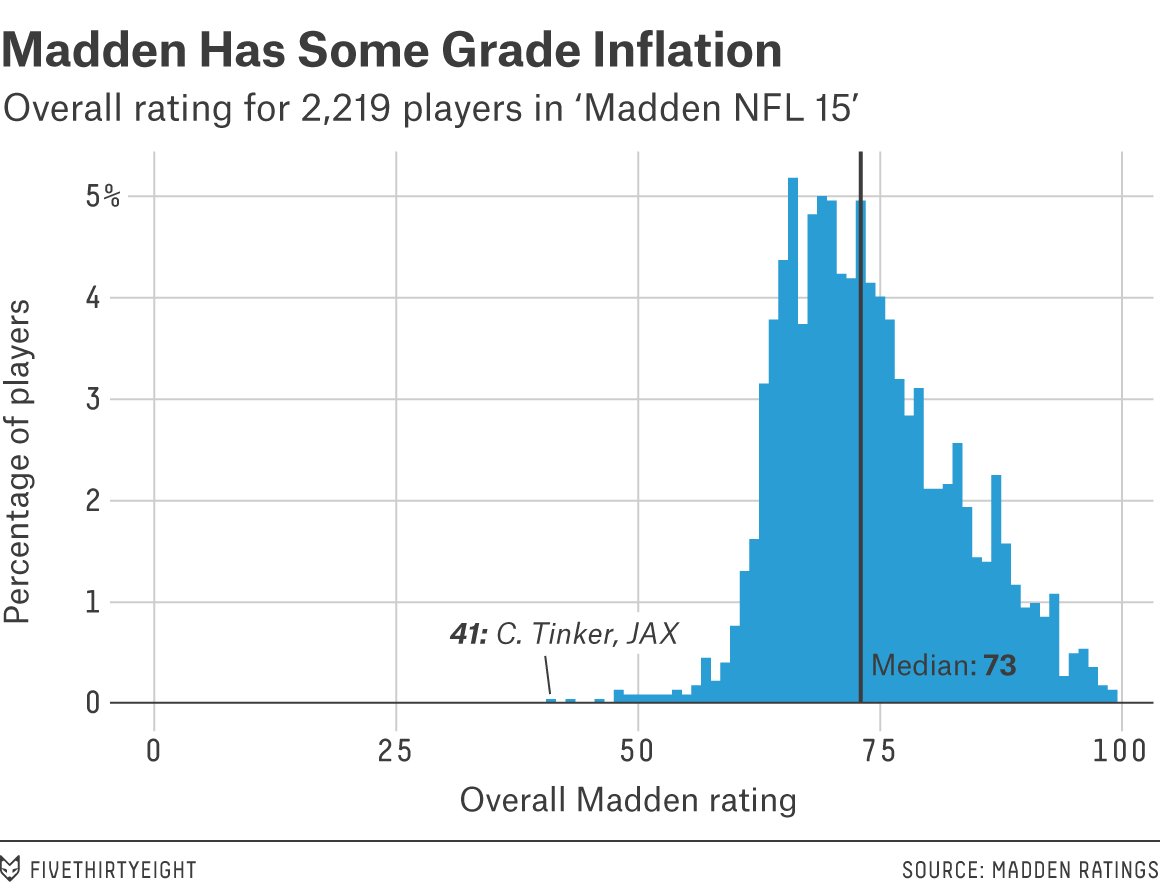 Madden Has Some Grade Inflation
Overall rating for 2,219 players in ‘Madden NFL 15’
Percentage of players
5%
4
3
2
1
0
41: C. Tinker, JAX
Median: 73
0 25 50 75 100
Overall Madden rating
FIVETHIRTYEIGHT
SOURCE: MADDEN RATINGS